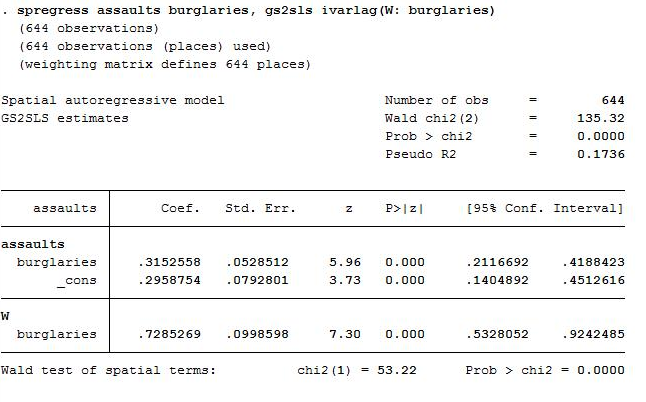 . spregress assaults burglaries, gs2sls ivarlag(W: burglaries)
(644 observations)
(644 observations (places) used)
(weighting matrix defines 644 places)
Spatial autoregressive model Number of obs = 644
GS2SLS estimates Wald chi2(2) = 135.32
Prob > chi2 = 0.0000
Pseudo R2 = 0.1736
assaults Coef. Std. Err. z P>|z| [95% Conf. Interval]
assaults
burglaries .3152558 .0528512 5.96 0.000 .2116692 .4188423
_cons .2958754 .0792801 3.73 0.000 .1404892 .4512616
W
burglaries .7285269 .0998598 7.30 0.000 .5328052 .9242485
Wald test of spatial terms: chi2(1) = 53.22 Prob > chi2 = 0.0000